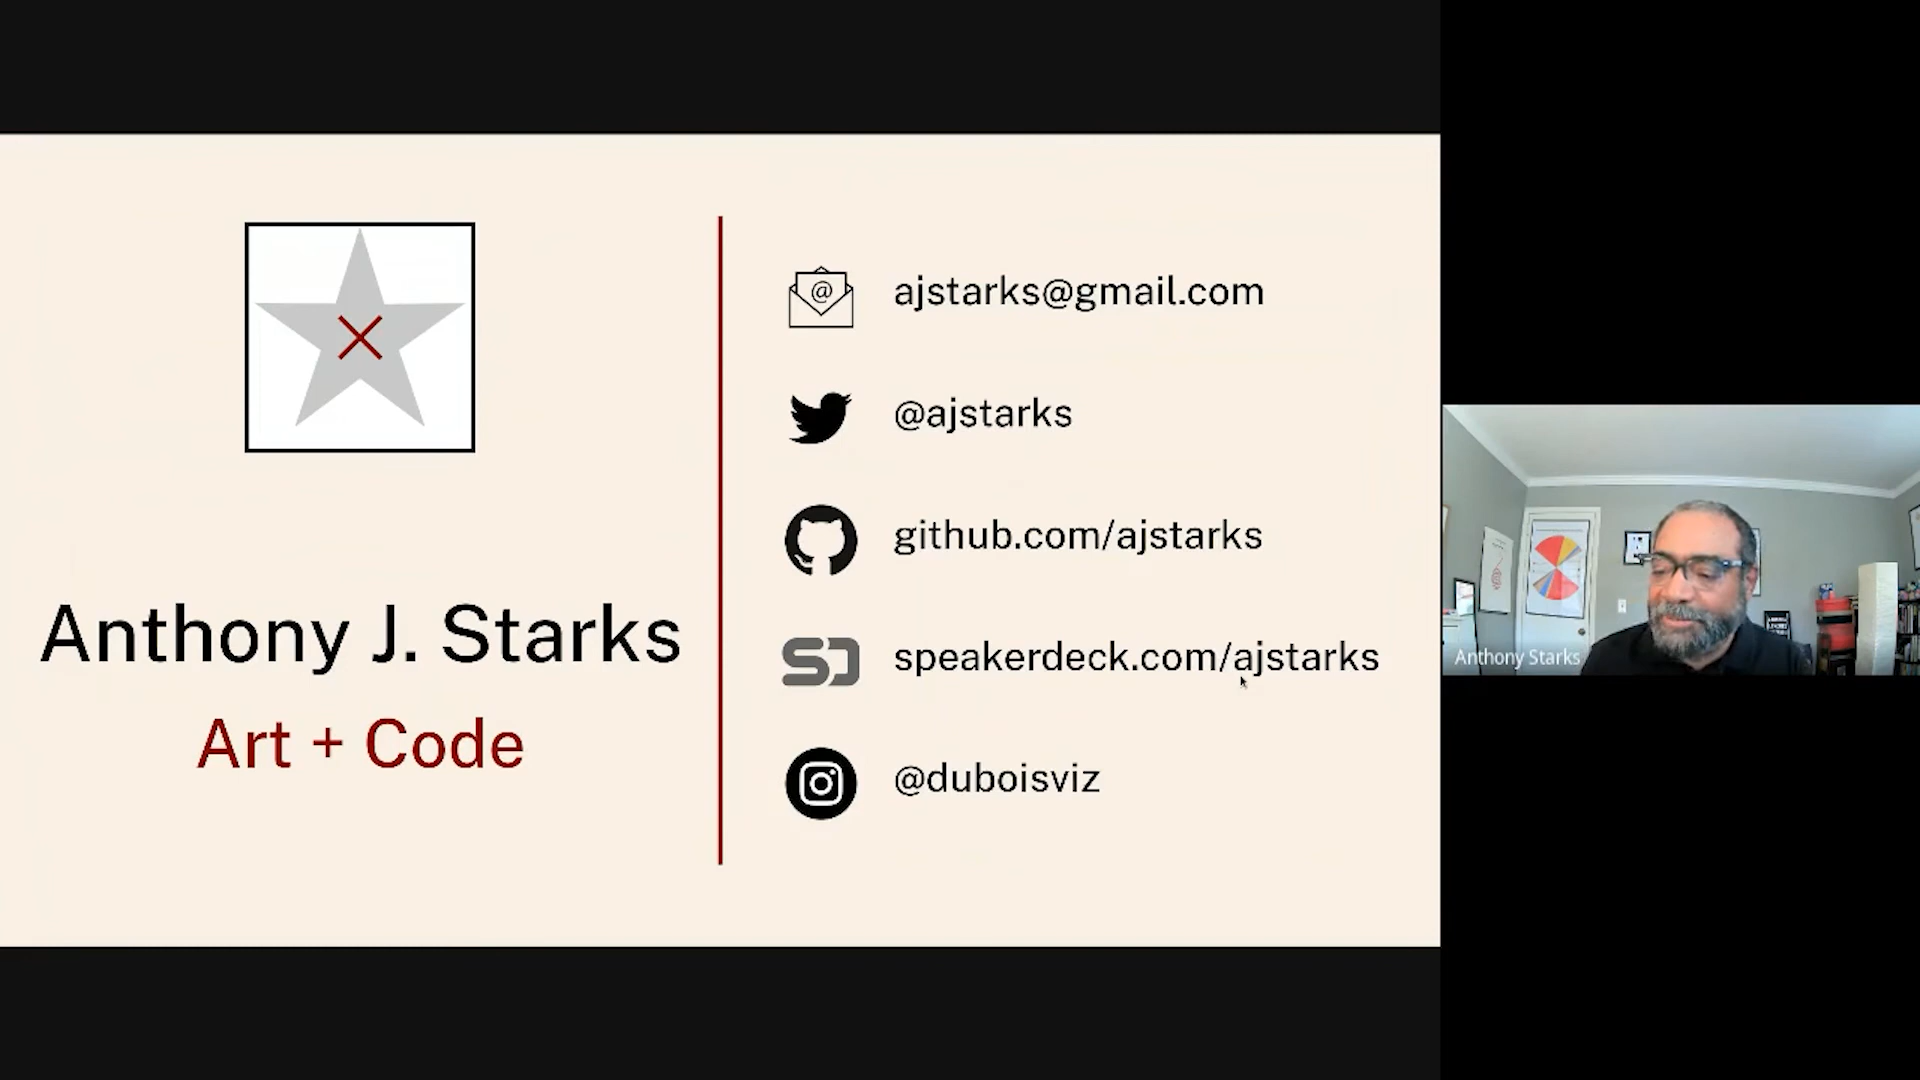 Anthony J. Starks
Art + Code
ajstarks@gmail.com
@ajstarks
github.com/ajstarks
speakerdeck.com/ajstarks
@duboisviz
Anthony Starks